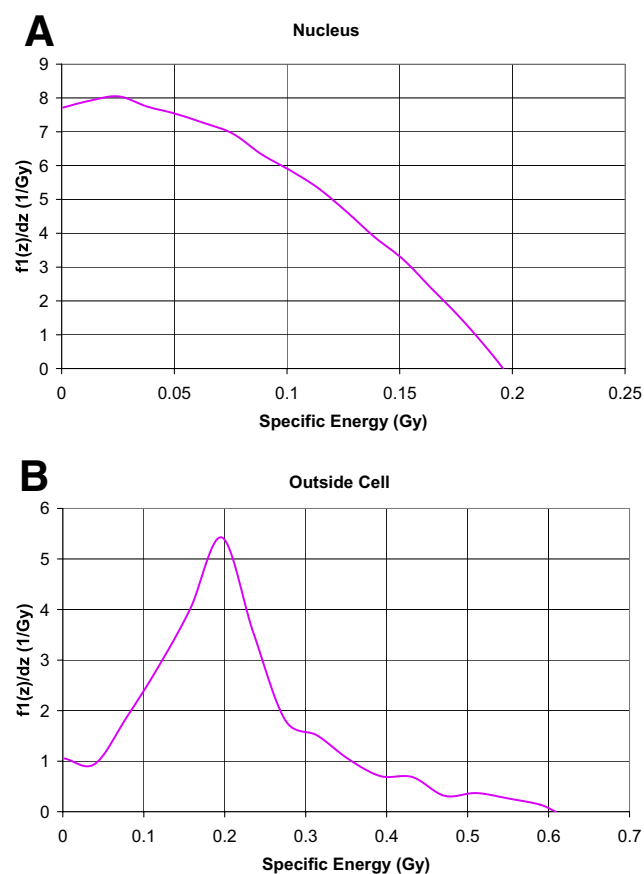 A
Nucleus
9
8
7
6
5
4
3
2
1
0
f1(z)/dz (1/Gy)
0 0.05 0.1 0.15 0.2 0.25
Specific Energy (Gy)
B
Outside Cell
6
5
4
3
2
1
0
f1(z)/dz (1/Gy)
0 0.1 0.2 0.3 0.4 0.5 0.6 0.7
Specific Energy (Gy)